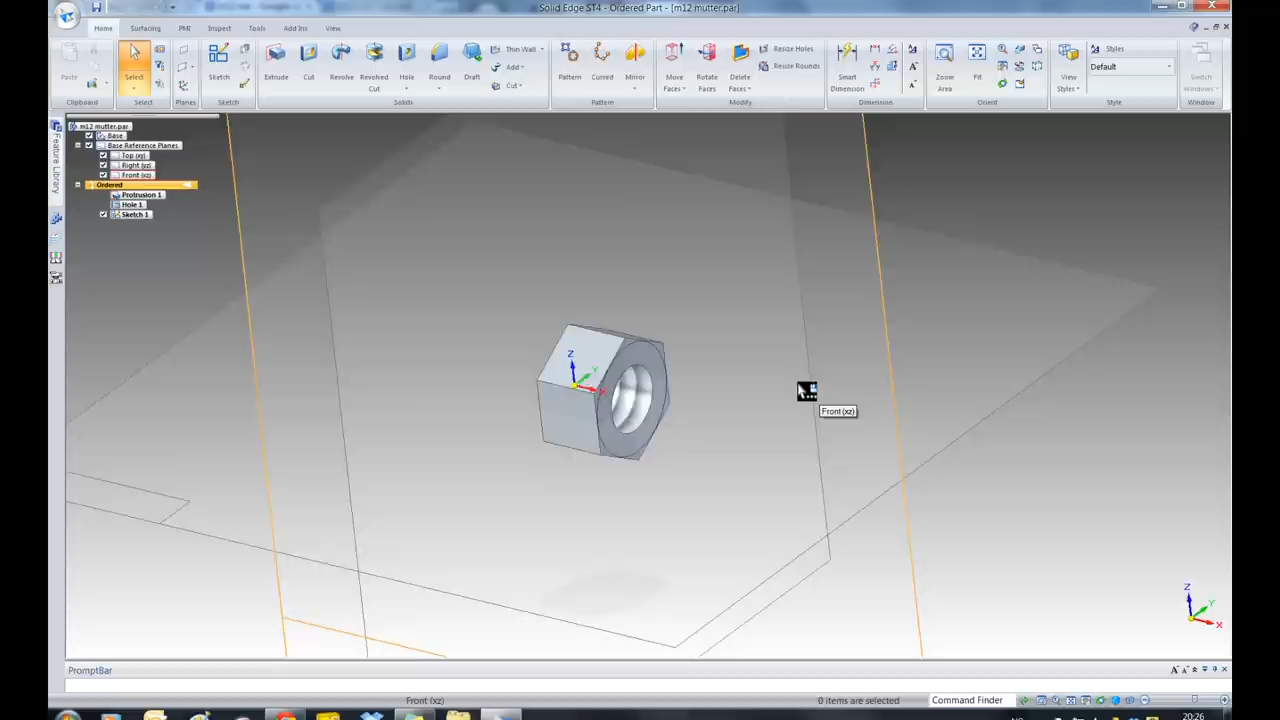 Solid Edge ST4 - Ordered Part - [m12 mutter.par]
Home Surfacing PMI Inspect Tools Add Ins View
Paste
Clipboard
Select
Select
Planes
Sketch
Sketch
Extrude
Cut
Revolve
Revolved
Cut
Hole
Round
Draft
Thin Wall
Add
Cut
Solids
Pattern
Curved
Mirror
Pattern
Move
Faces
Rotate
Faces
Delete
Faces
Resize Holes
Resize Rounds
Modify
Smart
Dimension
Dimension
Zoom
Area
Fit
Orient
View
Styles
Styles
Default
Style
Switch
Windows
Window
Feature Library
m12 mutter.par
Base
Base Reference Planes
Top (xy)
Right (yz)
Front (xz)
Ordered
Protrusion 1
Hole 1
Sketch 1
Z
Y
Front (xz)
Z
Y
X
PromptBar
Front (xz)
0 items are selected
Command Finder
20:26